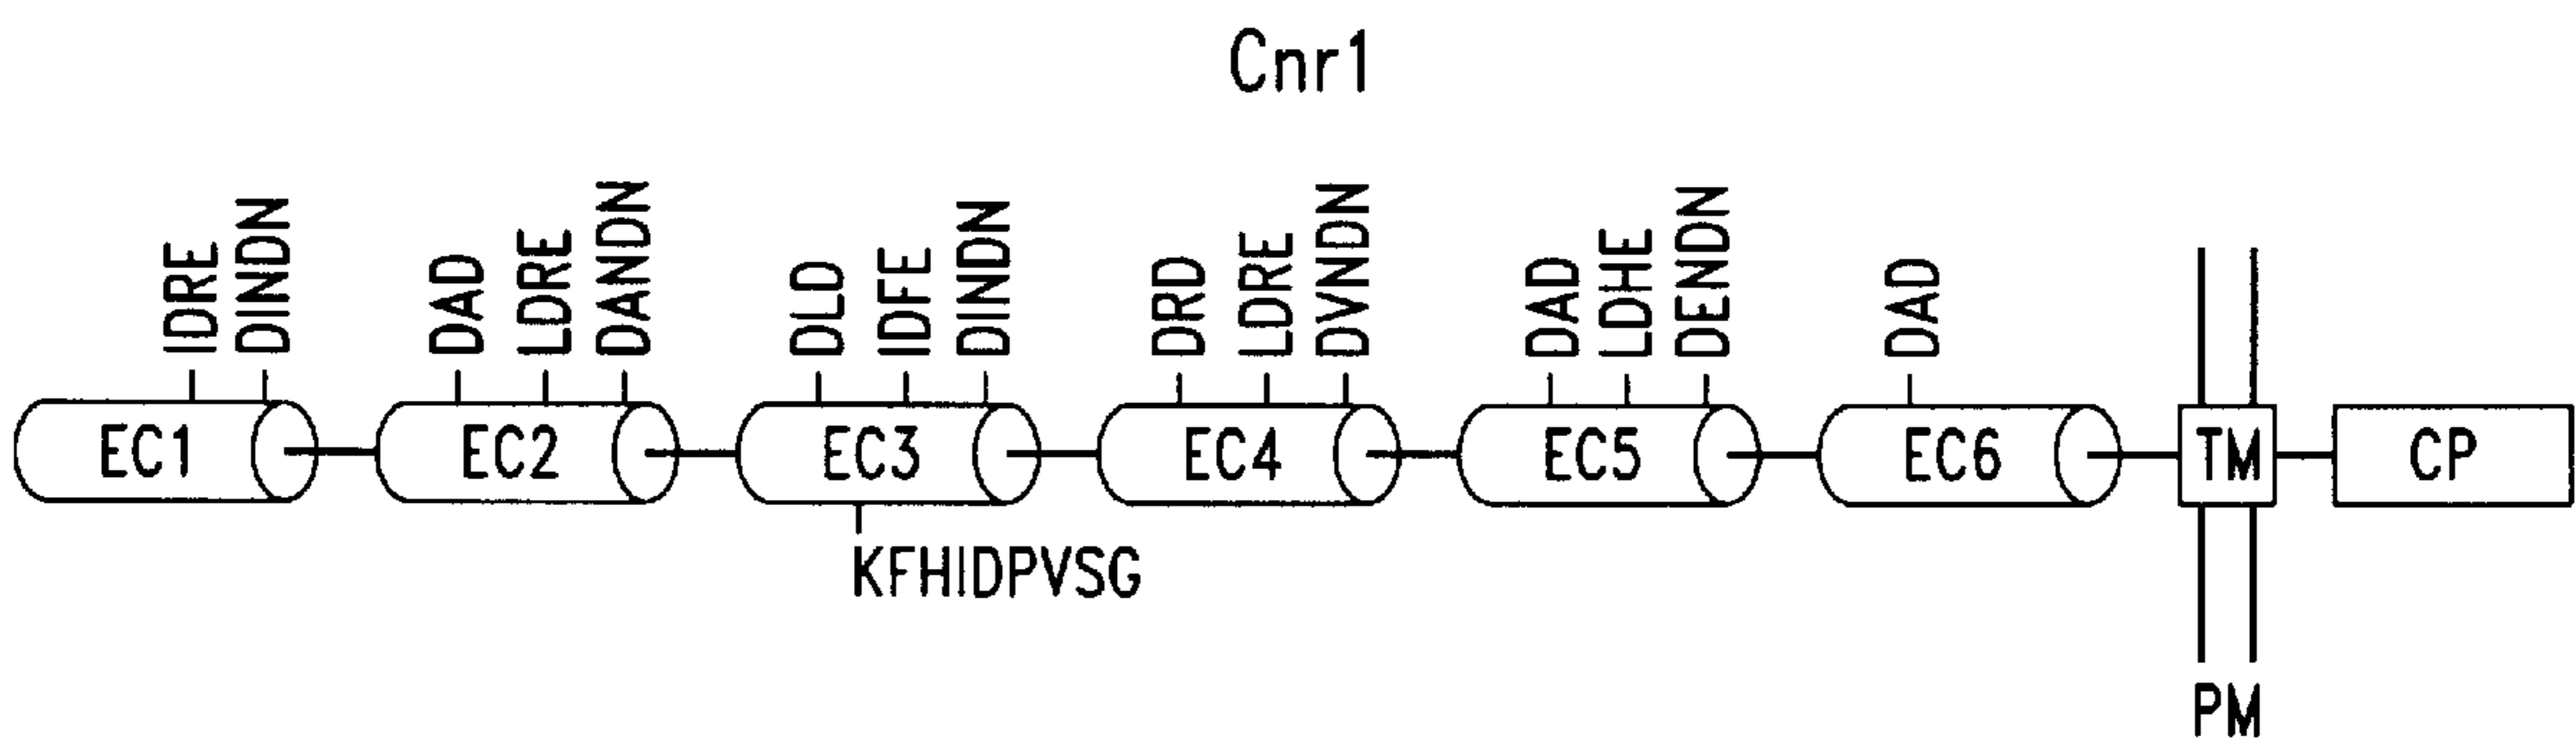 Cnr1
IDRE
DINDN
DAD
LDRE
DANDN
DLD
IDFE
DINDN
DRD
LDRE
DVNDN
DAD
LDHE
DENDN
DAD
EC1
EC2
EC3
EC4
EC5
EC6
TM
CP
KFHIDPVSG
PM